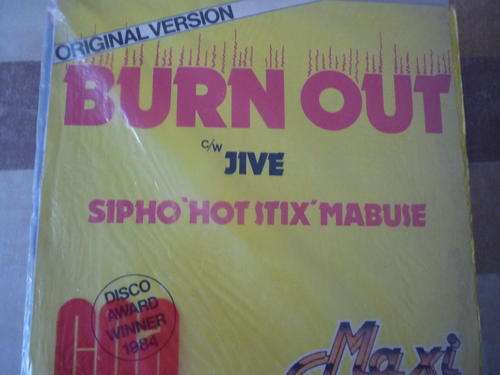 ORIGINAL VERSION
BURN OUT
c/w JIVE
SIPHO "HOT STIX" MABUSE
DISCO
AWARD
WINNER
1984
Maxi